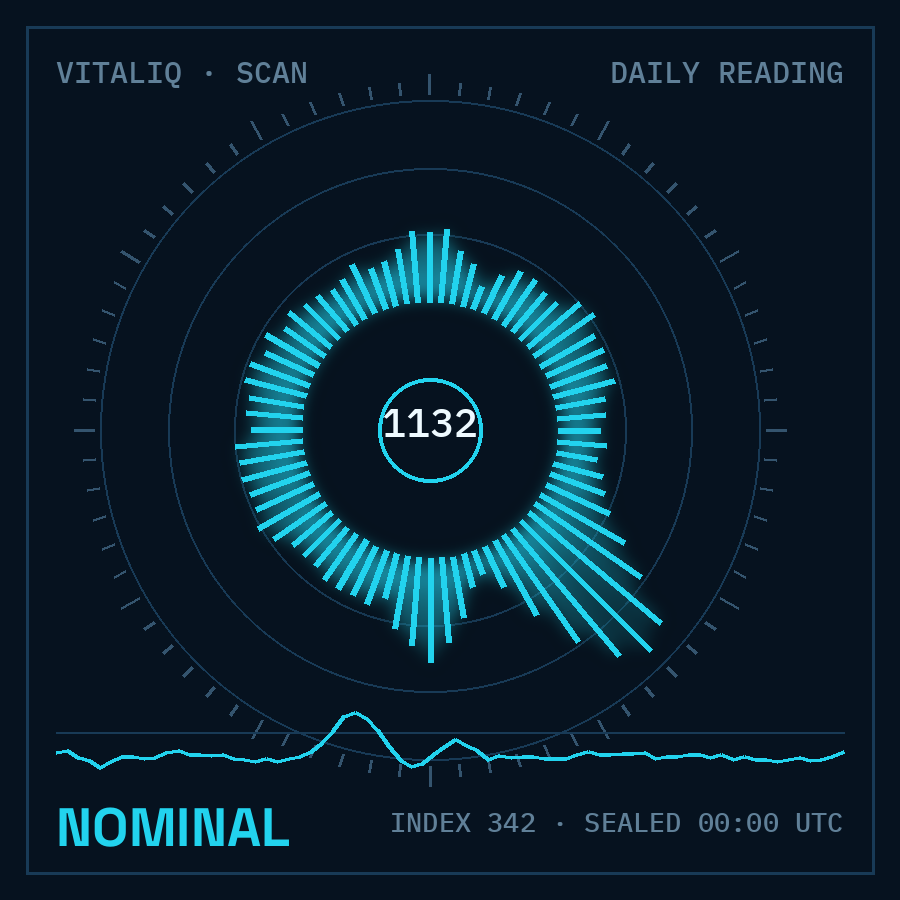 VITALIQ · SCAN
DAILY READING
1132
NOMINAL
INDEX 342 · SEALED 00:00 UTC